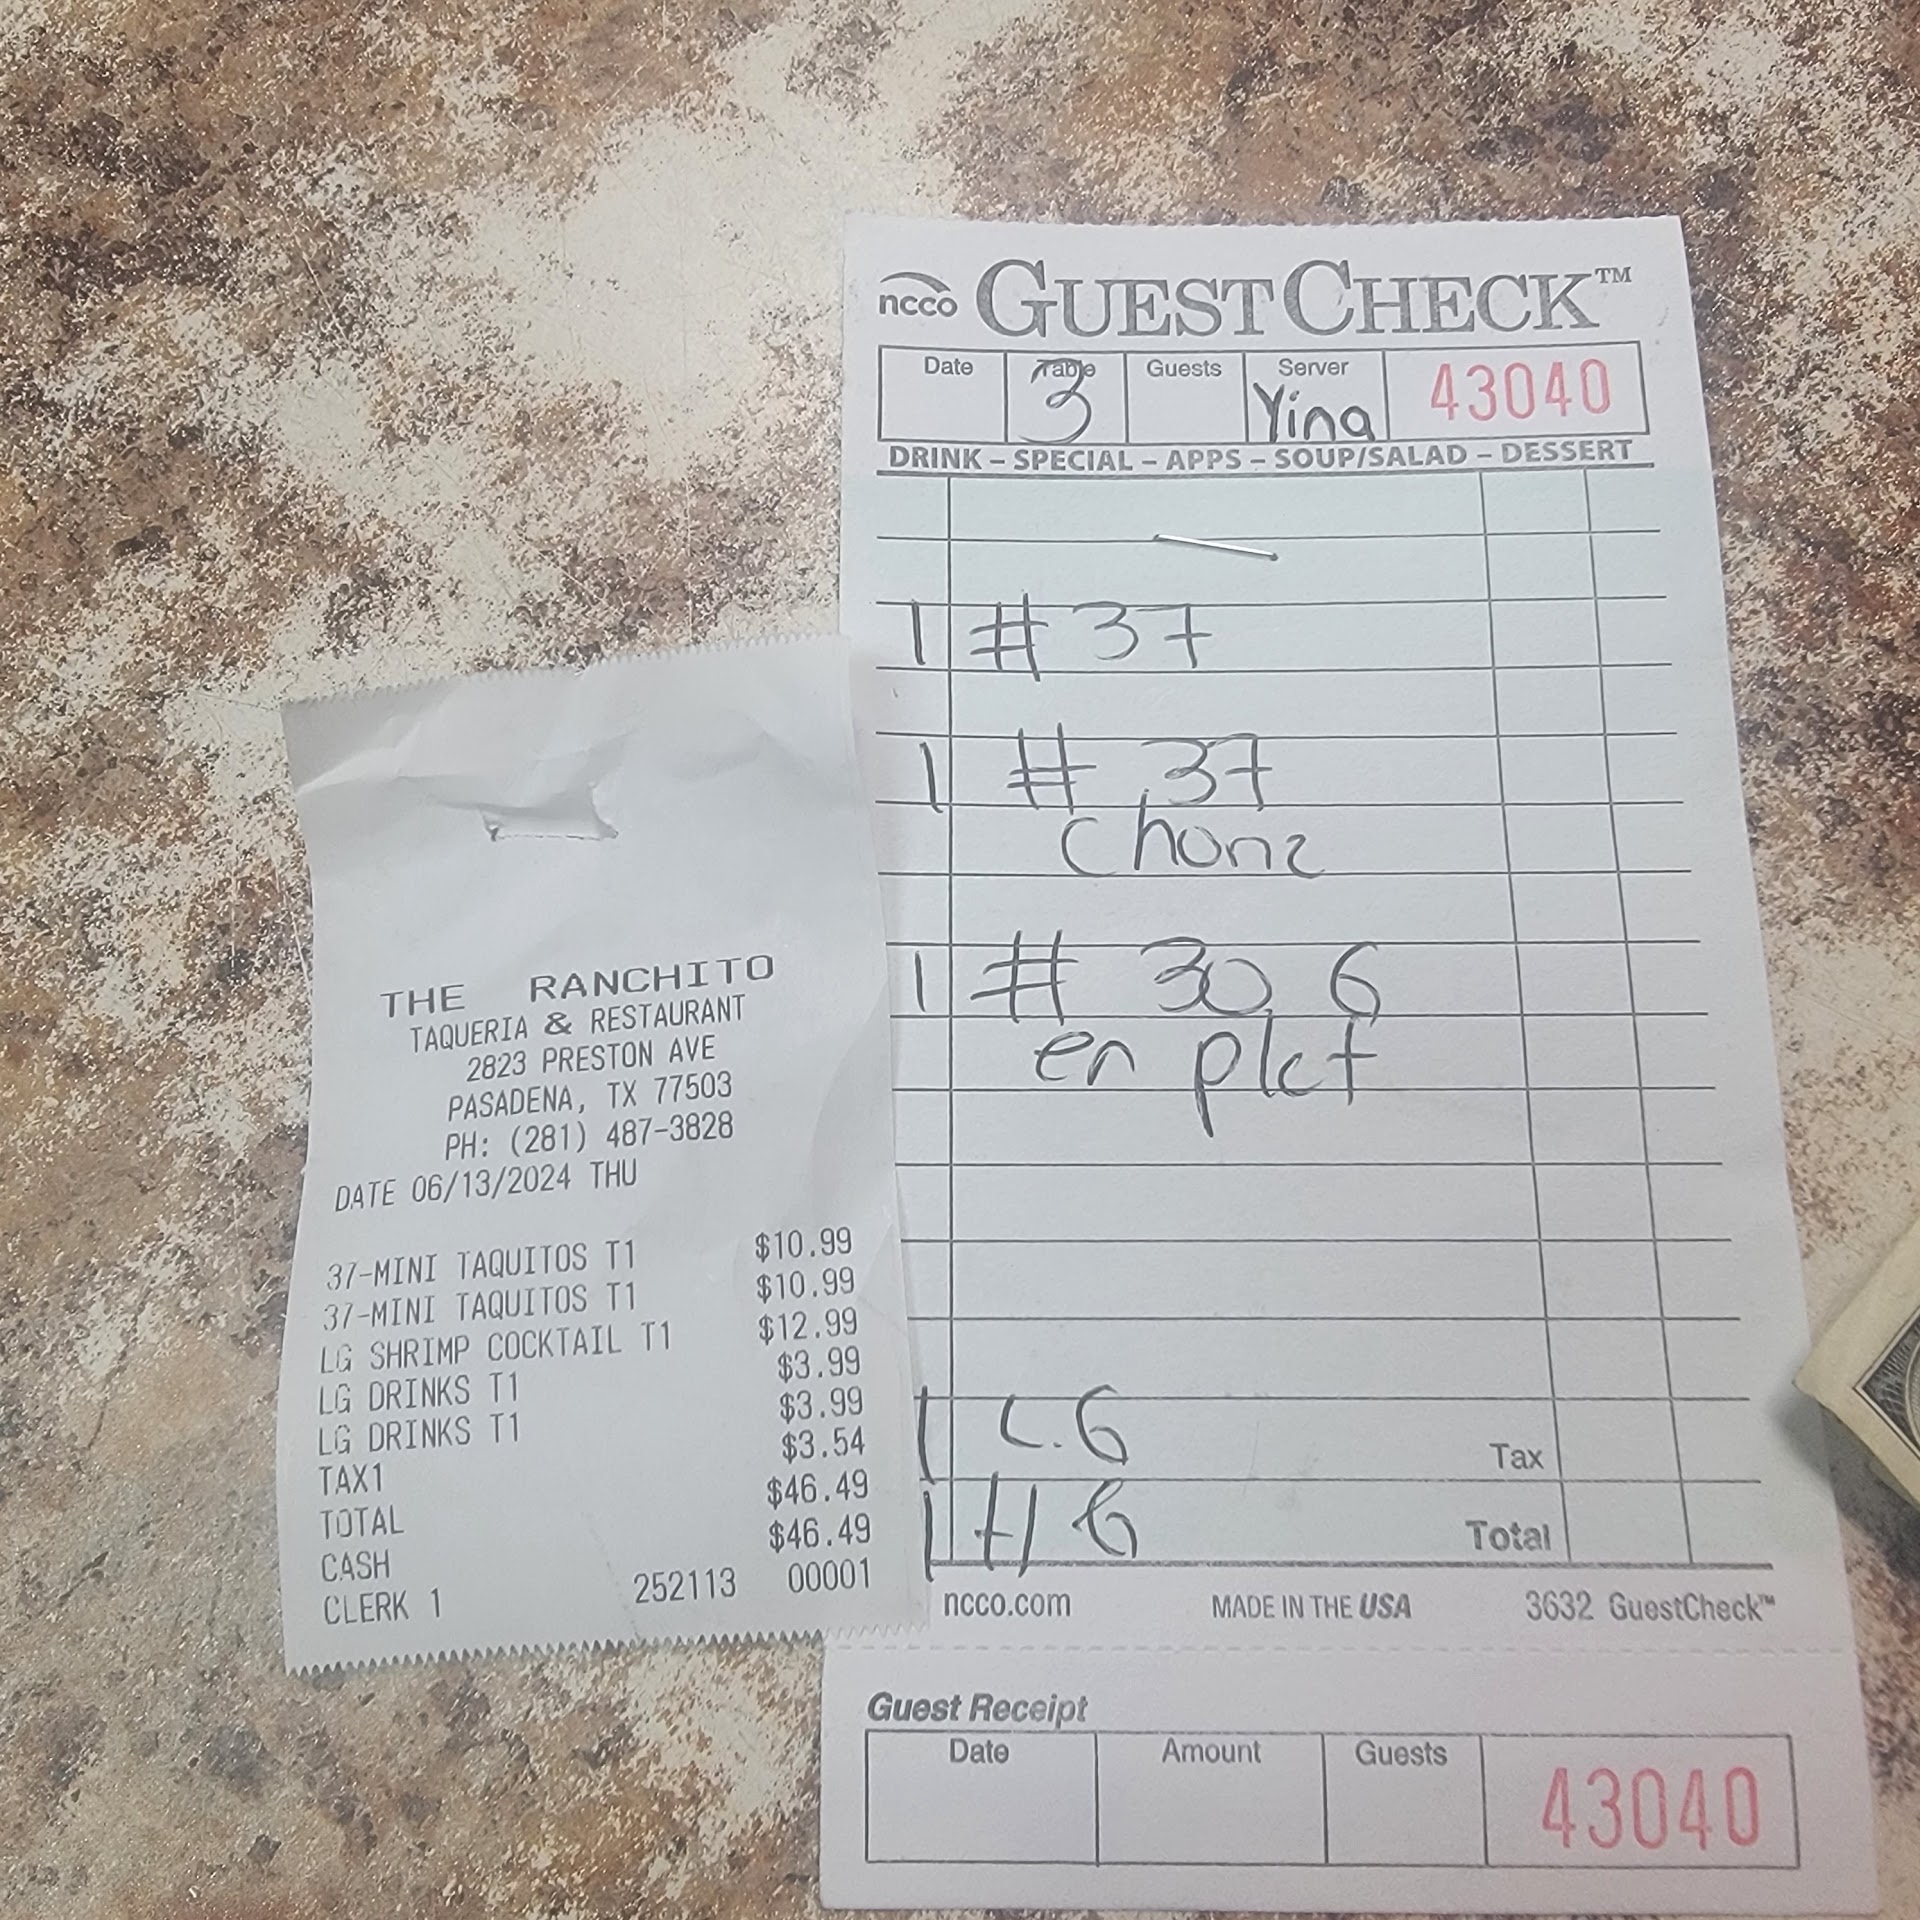 THE RANCHITO
TAQUERIA & RESTAURANT
2823 PRESTON AVE
PASADENA, TX 77503
PH: (281) 487-3828
DATE 06/13/2024 THU
37-MINI TAQUITOS T1 $10.99
37-MINI TAQUITOS T1 $10.99
LG SHRIMP COCKTAIL T1 $12.99
LG DRINKS T1 $3.99
LG DRINKS T1 $3.99
TAX1 $3.54
TOTAL $46.49
CASH $46.49
CLERK 1 252113 00001
ncco GUESTCHECK™
Date Table Guests Server 43040
3 Yina
DRINK – SPECIAL – APPS – SOUP/SALAD – DESSERT
1 # 37
1 # 37
Chonz
1 # 30 G
en plct
1 L.G Tax
1 H G Total
ncco.com MADE IN THE USA 3632 GuestCheck™
Guest Receipt
Date Amount Guests 43040